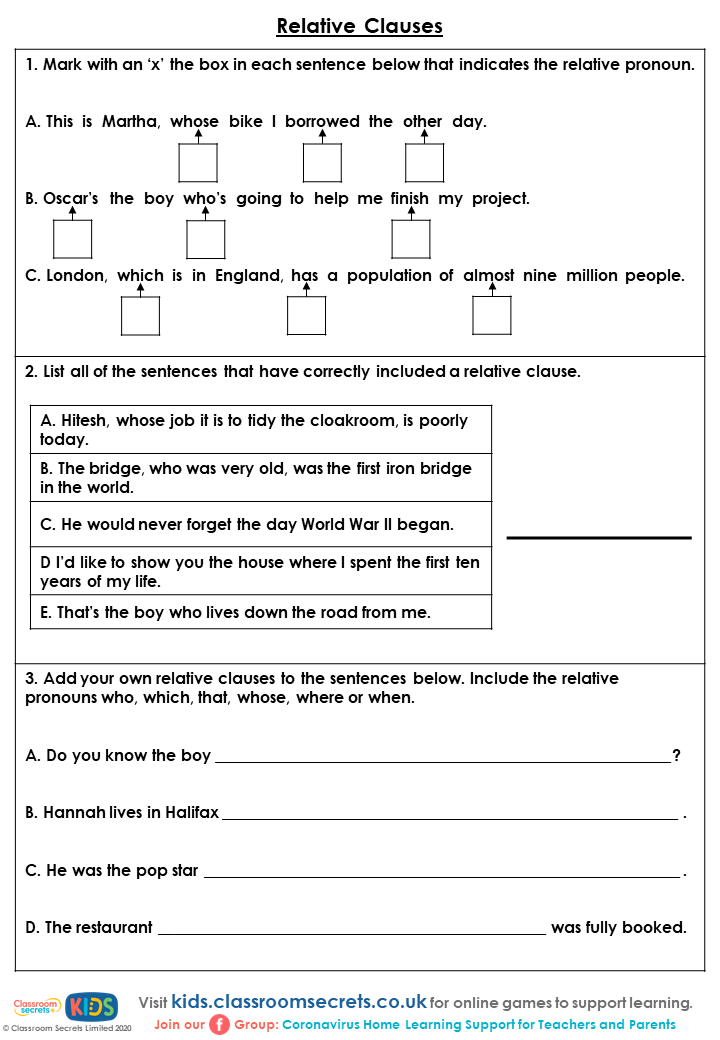 Relative Clauses
1. Mark with an ‘x’ the box in each sentence below that indicates the relative pronoun.
A. This is Martha, whose bike I borrowed the other day.
B. Oscar’s the boy who’s going to help me finish my project.
C. London, which is in England, has a population of almost nine million people.
2. List all of the sentences that have correctly included a relative clause.
A. Hitesh, whose job it is to tidy the cloakroom, is poorly
today.
B. The bridge, who was very old, was the first iron bridge
in the world.
C. He would never forget the day World War II began.
D I’d like to show you the house where I spent the first ten
years of my life.
E. That’s the boy who lives down the road from me.
3. Add your own relative clauses to the sentences below. Include the relative
pronouns who, which, that, whose, where or when.
A. Do you know the boy ____________________?
B. Hannah lives in Halifax ____________________ .
C. He was the pop star ____________________.
D. The restaurant ____________________ was fully booked.
Classroom
secrets
KIDS
© Classroom Secrets Limited 2020
Visit kids.classroomsecrets.co.uk for online games to support learning.
Join our f Group: Coronavirus Home Learning Support for Teachers and Parents